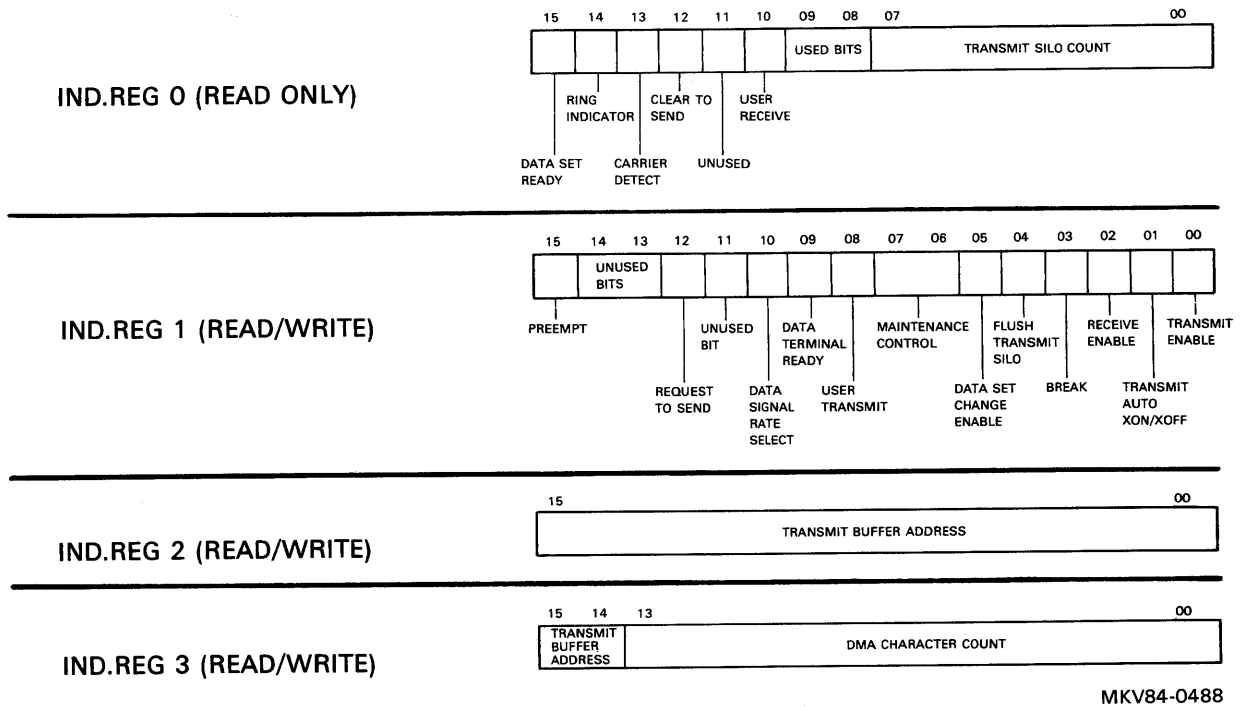 15 14 13 12 11 10 09 08 07 00
USED BITS TRANSMIT SILO COUNT
IND.REG 0 (READ ONLY)
RING CLEAR TO USER
INDICATOR SEND RECEIVE
DATA SET CARRIER UNUSED
READY DETECT
15 14 13 12 11 10 09 08 07 06 05 04 03 02 01 00
UNUSED
BITS
IND.REG 1 (READ/WRITE)
PREEMPT UNUSED DATA MAINTENANCE FLUSH RECEIVE TRANSMIT
BIT TERMINAL CONTROL TRANSMIT ENABLE ENABLE
READY SILO
REQUEST DATA USER DATA SET BREAK TRANSMIT
TO SEND SIGNAL TRANSMIT CHANGE AUTO
RATE ENABLE XON/XOFF
SELECT
15 00
TRANSMIT BUFFER ADDRESS
IND.REG 2 (READ/WRITE)
15 14 13 00
TRANSMIT
BUFFER DMA CHARACTER COUNT
ADDRESS
IND.REG 3 (READ/WRITE)
MKV84-0488